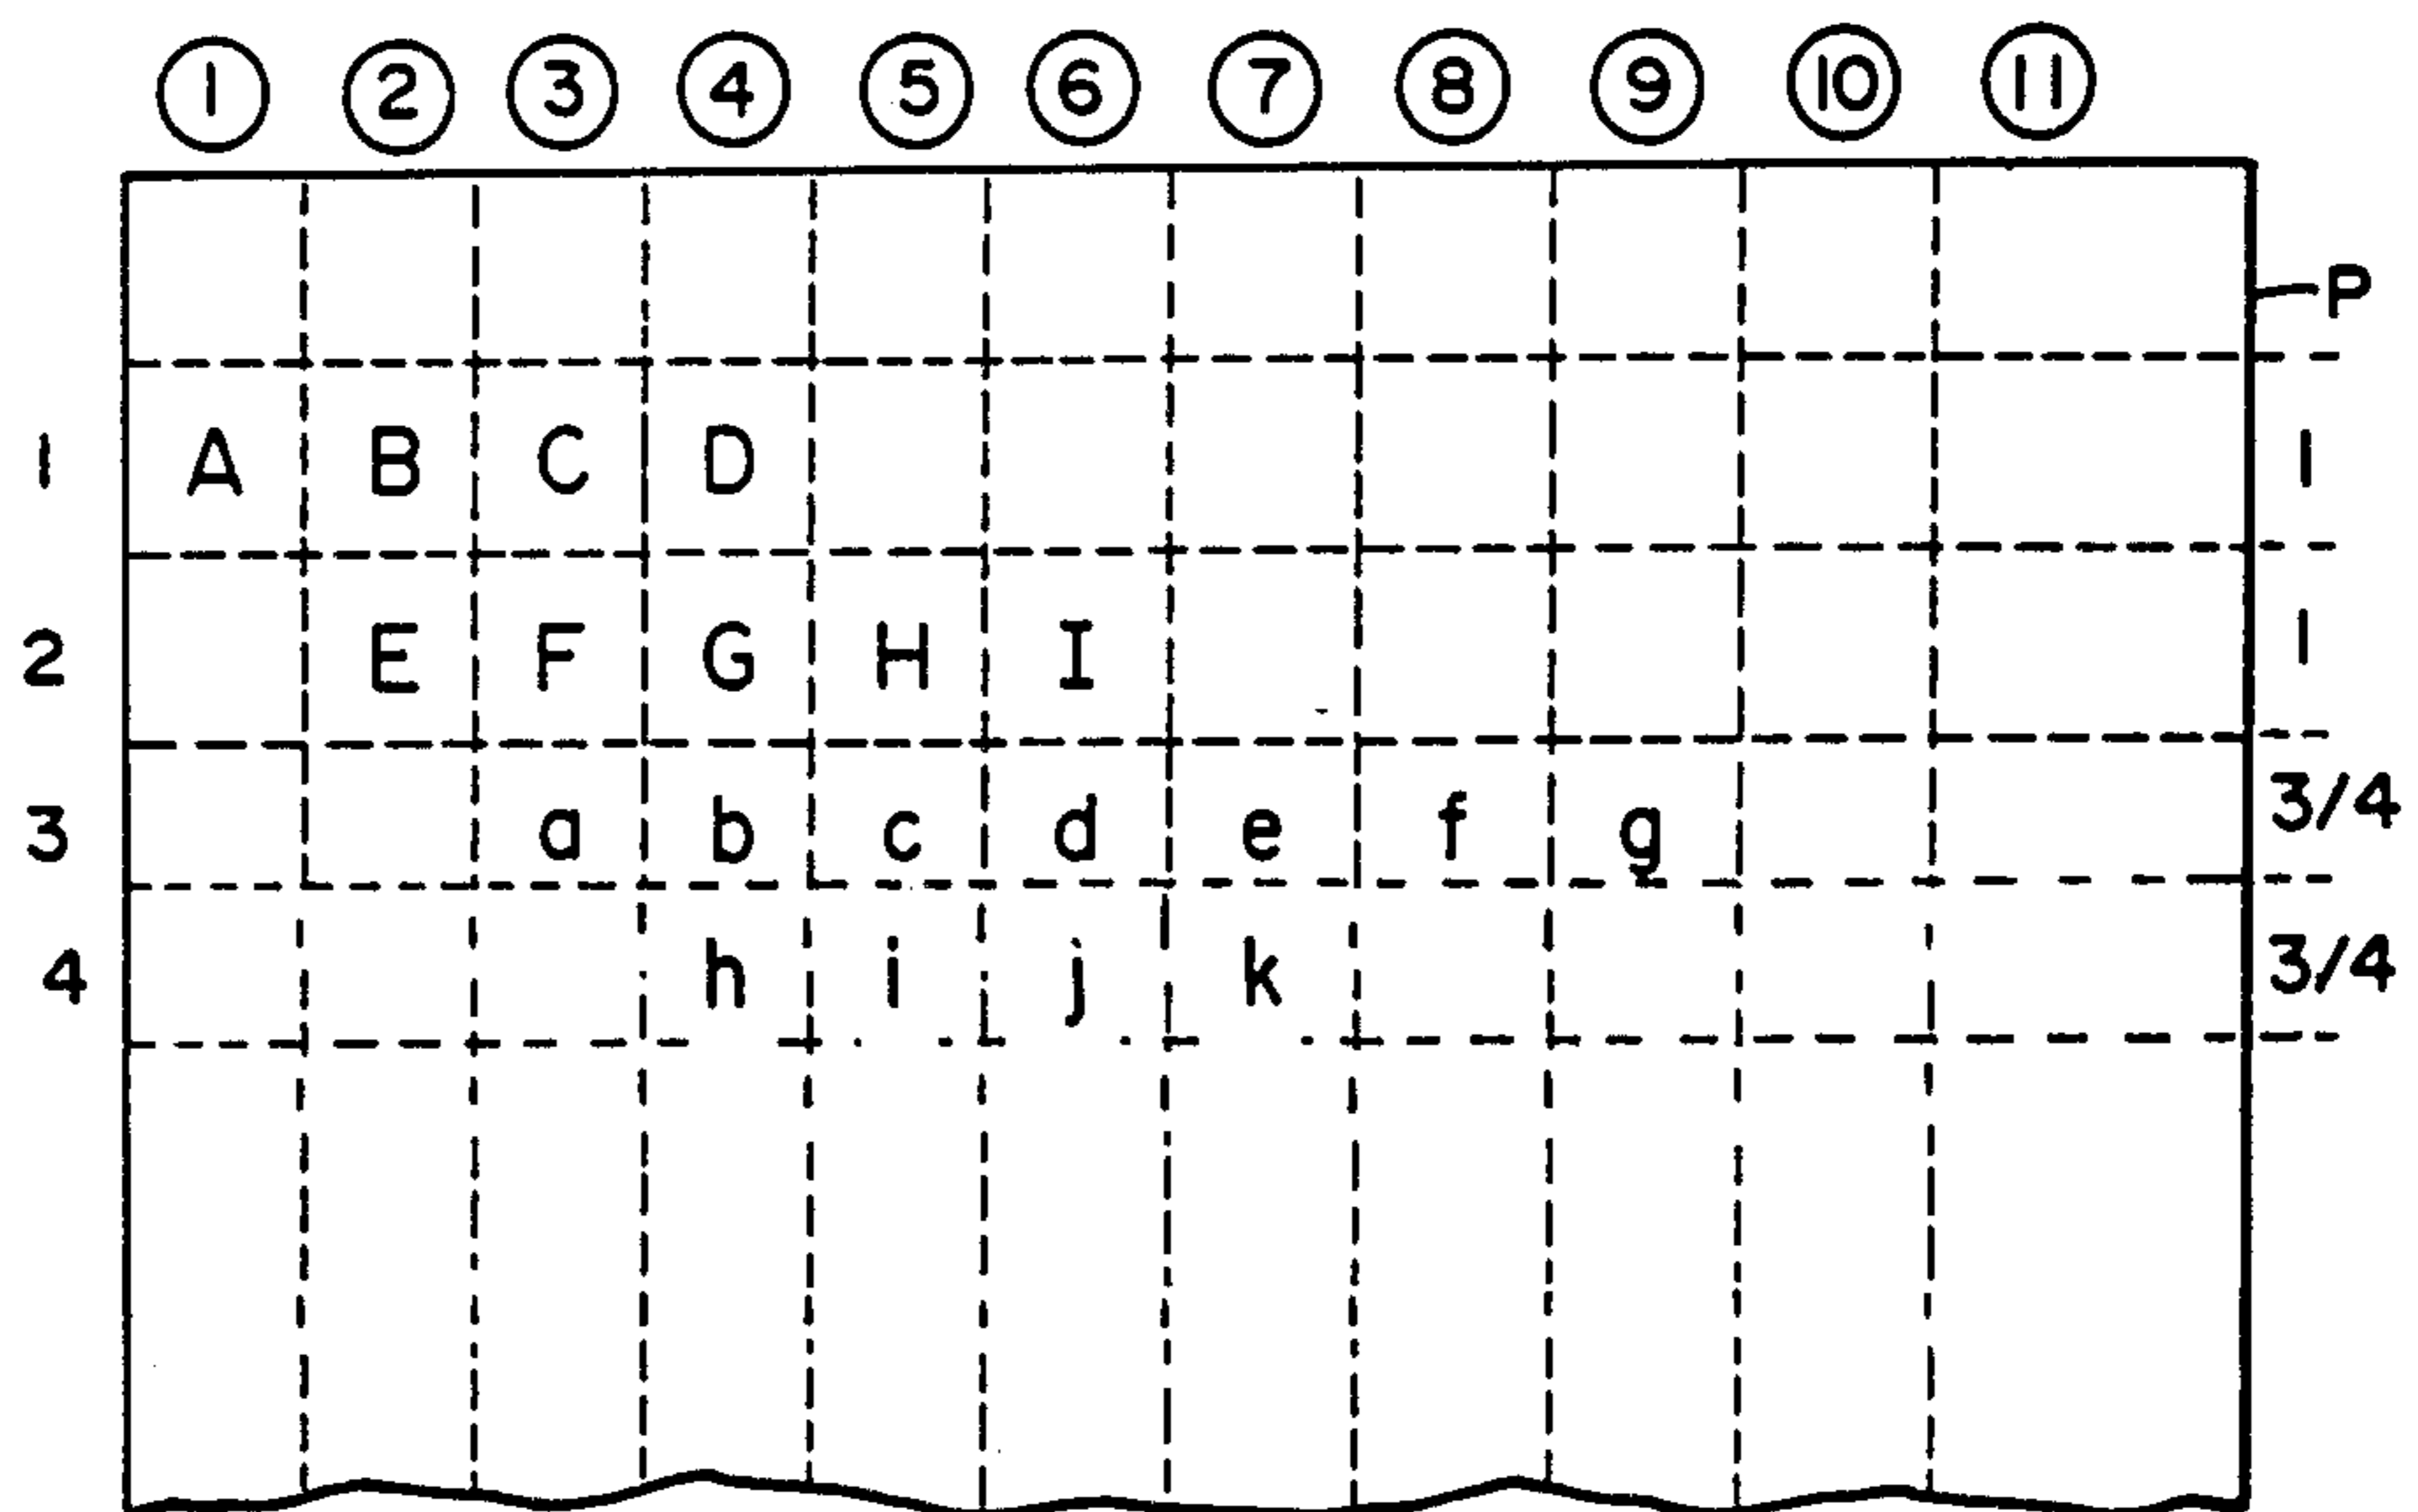 ① ② ③ ④ ⑤ ⑥ ⑦ ⑧ ⑨ ⑩ ⑪
P
1 A B C D 1
2 E F G H I 1
3 a b c d e f g 3/4
4 h i j k 3/4